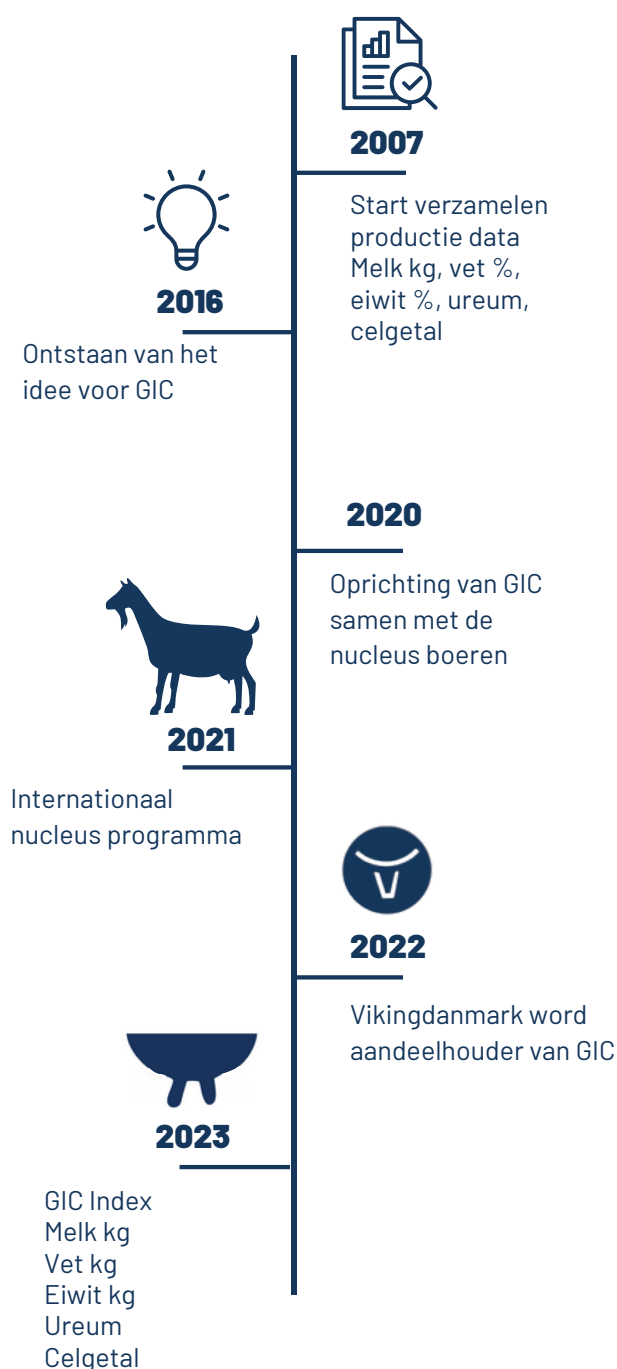 2007
Start verzamelen
productie data
Melk kg, vet %,
eiwit %, ureum,
celgetal
2016
Ontstaan van het
idee voor GIC
2020
Oprichting van GIC
samen met de
nucleus boeren
2021
Internationaal
nucleus programma
2022
Vikingdanmark word
aandeelhouder van GIC
2023
GIC Index
Melk kg
Vet kg
Eiwit kg
Ureum
Celgetal